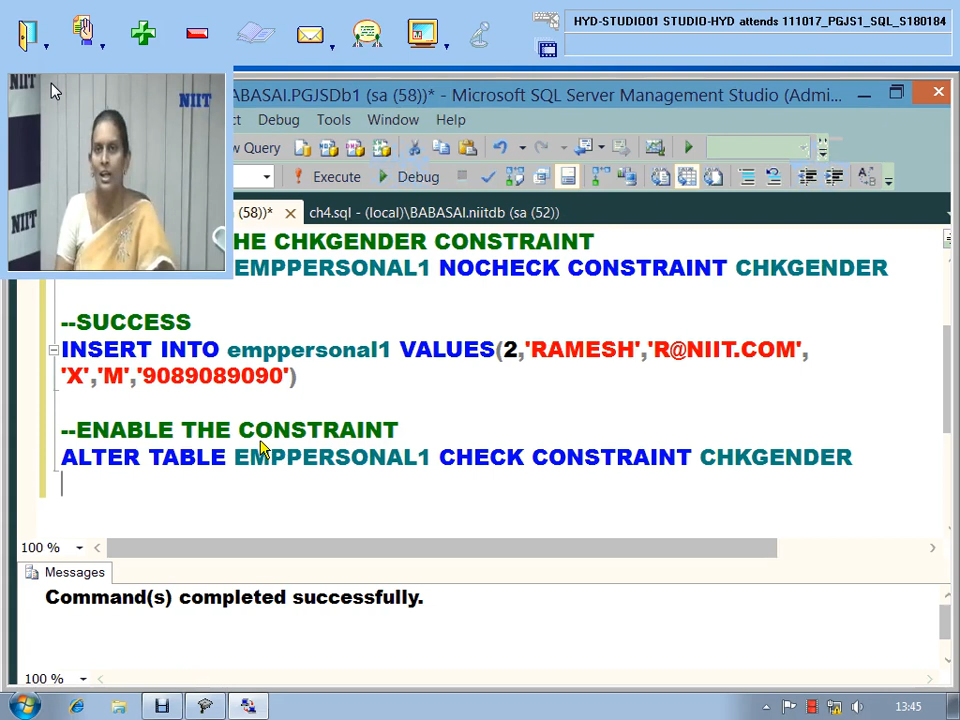 HYD-STUDIO01 STUDIO-HYD attends 111017_PGJS1_SQL_S180184
NIIT
NIIT
NIIT
ABASAI.PGJSDb1 (sa (58))* - Microsoft SQL Server Management Studio (Admi...
ct Debug Tools Window Help
w Query
Execute Debug
(58))* ch4.sql - (local)\BABASAI.niitdb (sa (52))
HE CHKGENDER CONSTRAINT
EMPPERSONAL1 NOCHECK CONSTRAINT CHKGENDER
--SUCCESS
INSERT INTO emppersonal1 VALUES(2,'RAMESH','R@NIIT.COM',
'X','M','9089089090')
--ENABLE THE CONSTRAINT
ALTER TABLE EMPPERSONAL1 CHECK CONSTRAINT CHKGENDER
100 %
Messages
Command(s) completed successfully.
100 %
13:45